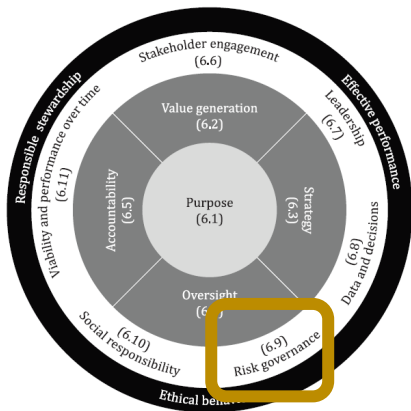 Stakeholder engagement
(6.6)
Effective performance
Responsible stewardship
Leadership
(6.7)
Value generation
(6.2)
Viability and performance over time
(6.11)
Accountability
(6.5)
Purpose
(6.1)
Strategy
(6.3)
Data and decisions
(6.8)
Oversight
(6.
Social responsibility
(6.10)
(6.9)
Risk governance
Ethical beha